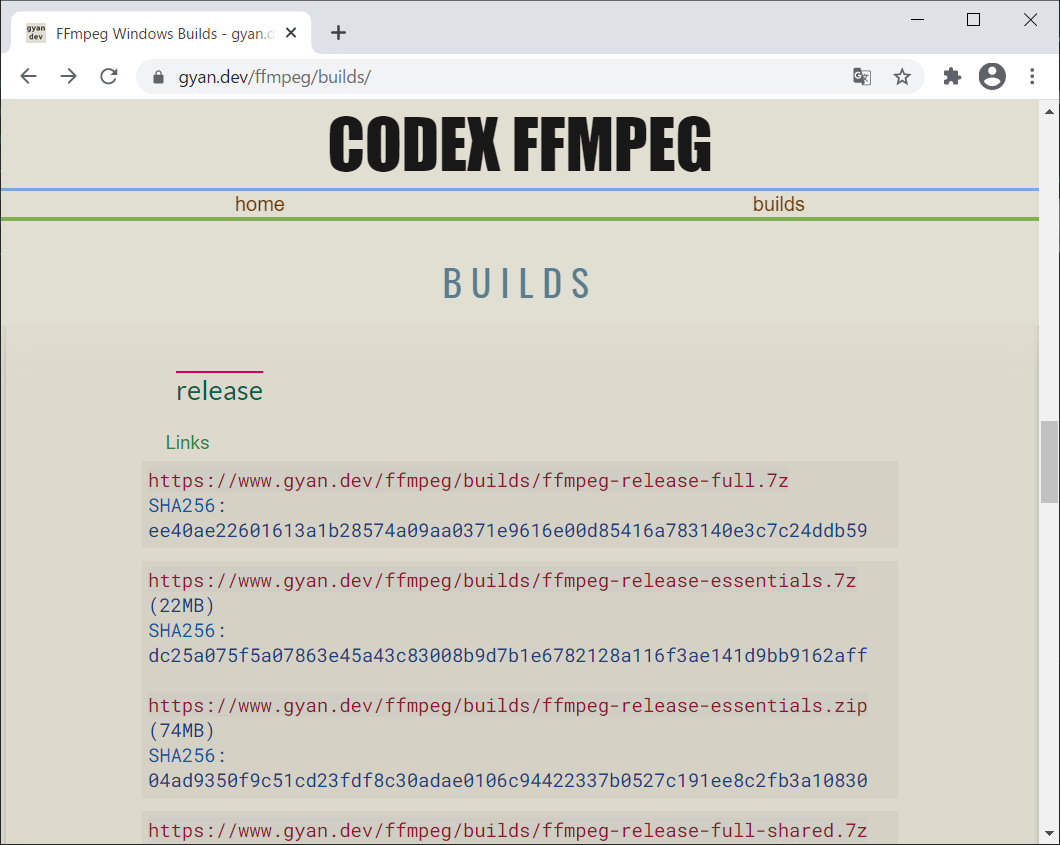 gyan
dev
FFmpeg Windows Builds - gyan.d
gyan.dev/ffmpeg/builds/
CODEX FFMPEG
home
builds
BUILDS
release
Links
https://www.gyan.dev/ffmpeg/builds/ffmpeg-release-full.7z
SHA256:
ee40ae22601613a1b28574a09aa0371e9616e00d85416a783140e3c7c24ddb59
https://www.gyan.dev/ffmpeg/builds/ffmpeg-release-essentials.7z
(22MB)
SHA256:
dc25a075f5a07863e45a43c83008b9d7b1e6782128a116f3ae141d9bb9162aff
https://www.gyan.dev/ffmpeg/builds/ffmpeg-release-essentials.zip
(74MB)
SHA256:
04ad9350f9c51cd23fdf8c30adae0106c94422337b0527c191ee8c2fb3a10830
https://www.gyan.dev/ffmpeg/builds/ffmpeg-release-full-shared.7z